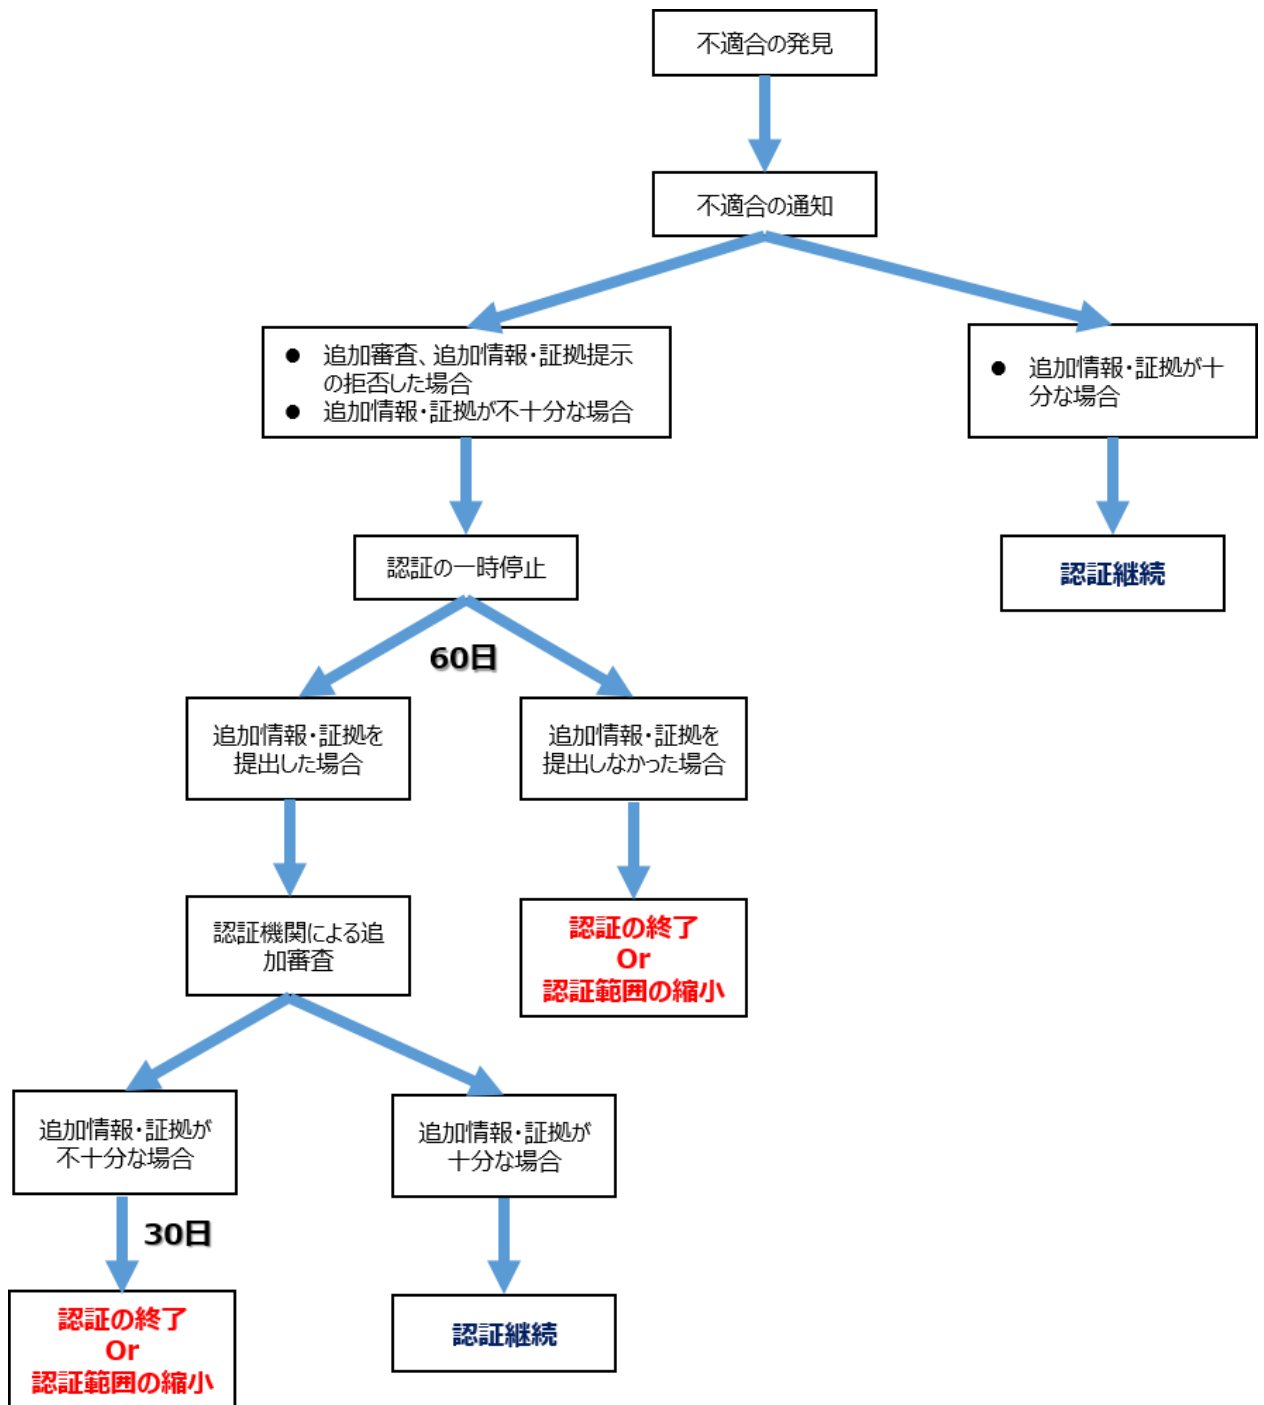 不適合の発見
不適合の通知
● 追加審査、追加情報・証拠提示
の拒否した場合
● 追加情報・証拠が不十分な場合
● 追加情報・証拠が十
分な場合
認証の一時停止
認証継続
60日
追加情報・証拠を
提出した場合
追加情報・証拠を
提出しなかった場合
認証機関による追
加審査
認証の終了
Or
認証範囲の縮小
追加情報・証拠が
不十分な場合
追加情報・証拠が
十分な場合
30日
認証の終了
Or
認証範囲の縮小
認証継続